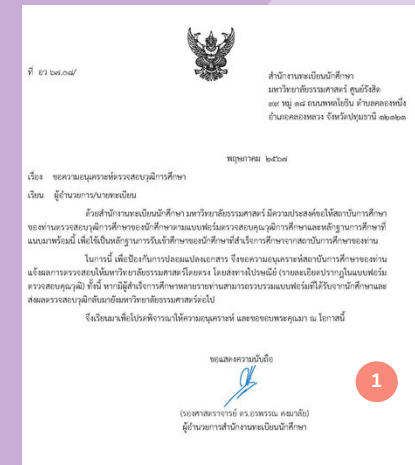 ที่ อว ๖๗.๐๘/
สำนักงานทะเบียนนักศึกษา
มหาวิทยาลัยธรรมศาสตร์ ศูนย์รังสิต
๙๙ หมู่ ๑๘ ถนนพหลโยธิน ตำบลคลองหนึ่ง
อำเภอคลองหลวง จังหวัดปทุมธานี ๑๒๑๒๑
พฤษภาคม ๒๕๖๗
เรื่อง ขอความอนุเคราะห์ตรวจสอบวุฒิการศึกษา
เรียน ผู้อำนวยการ/นายทะเบียน
ด้วยสำนักงานทะเบียนนักศึกษา มหาวิทยาลัยธรรมศาสตร์ มีความประสงค์ขอให้สถาบันการศึกษา
ของท่านตรวจสอบวุฒิการศึกษาของนักศึกษาตามแบบฟอร์มตรวจสอบคุณวุฒิการศึกษาและหลักฐานการศึกษาที่
แนบมาพร้อมนี้ เพื่อใช้เป็นหลักฐานการรับเข้าศึกษาของนักศึกษาที่สำเร็จการศึกษาจากสถาบันการศึกษาของท่าน
ในการนี้ เพื่อป้องกันการปลอมแปลงเอกสาร จึงขอความอนุเคราะห์สถาบันการศึกษาของท่าน
แจ้งผลการตรวจสอบให้มหาวิทยาลัยธรรมศาสตร์โดยตรง โดยส่งทางไปรษณีย์ (รายละเอียดปรากฏในแบบฟอร์ม
ตรวจสอบคุณวุฒิ) ทั้งนี้ หากมีผู้สำเร็จการศึกษาหลายรายท่านสามารถรวบรวมแบบฟอร์มที่ได้รับจากนักศึกษาและ
ส่งผลตรวจสอบวุฒิกลับมายังมหาวิทยาลัยธรรมศาสตร์ต่อไป
จึงเรียนมาเพื่อโปรดพิจารณาให้ความอนุเคราะห์ และขอขอบพระคุณมา ณ โอกาสนี้
ขอแสดงความนับถือ
(รองศาสตราจารย์ ดร.อรพรรณ คงมาลัย)
ผู้อำนวยการสำนักงานทะเบียนนักศึกษา
1